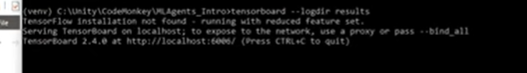 File
(venv) C:\Unity\CodeMonkey\MLAgents_Intro>tensorboard --logdir results
TensorFlow installation not found - running with reduced feature set.
Serving TensorBoard on localhost; to expose to the network, use a proxy or pass --bind_all
TensorBoard 2.4.0 at http://localhost:6006/ (Press CTRL+C to quit)